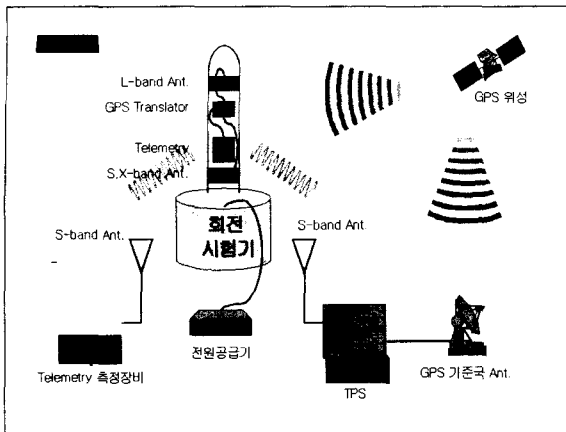 L-band Ant.
GPS Translator
Telemetry
S,X-band Ant.
GPS 위성
회전
시험기
S-band Ant.
S-band Ant.
전원공급기
Telemetry 측정장비
TPS
GPS 기준국 Ant.